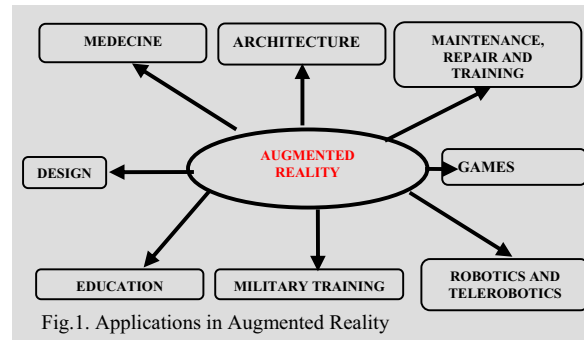 MEDECINE
ARCHITECTURE
MAINTENANCE,
REPAIR AND
TRAINING
AUGMENTED
REALITY
DESIGN
GAMES
EDUCATION
MILITARY TRAINING
ROBOTICS AND
TELEROBOTICS
Fig.1. Applications in Augmented Reality